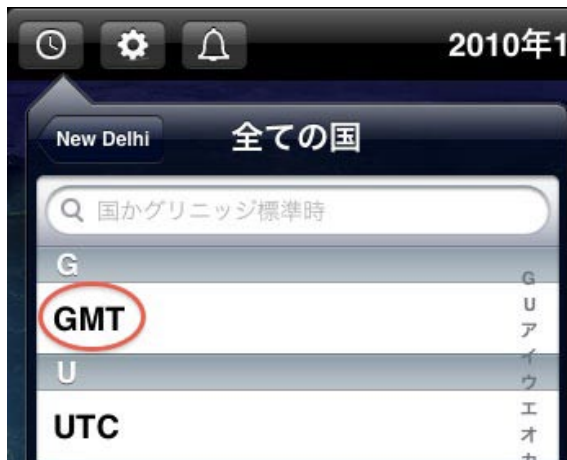 2010年1
New Delhi
全ての国
国かグリニッジ標準時
G
GMT
U
UTC
G
U
ア
イ
ウ
エ
オ
カ